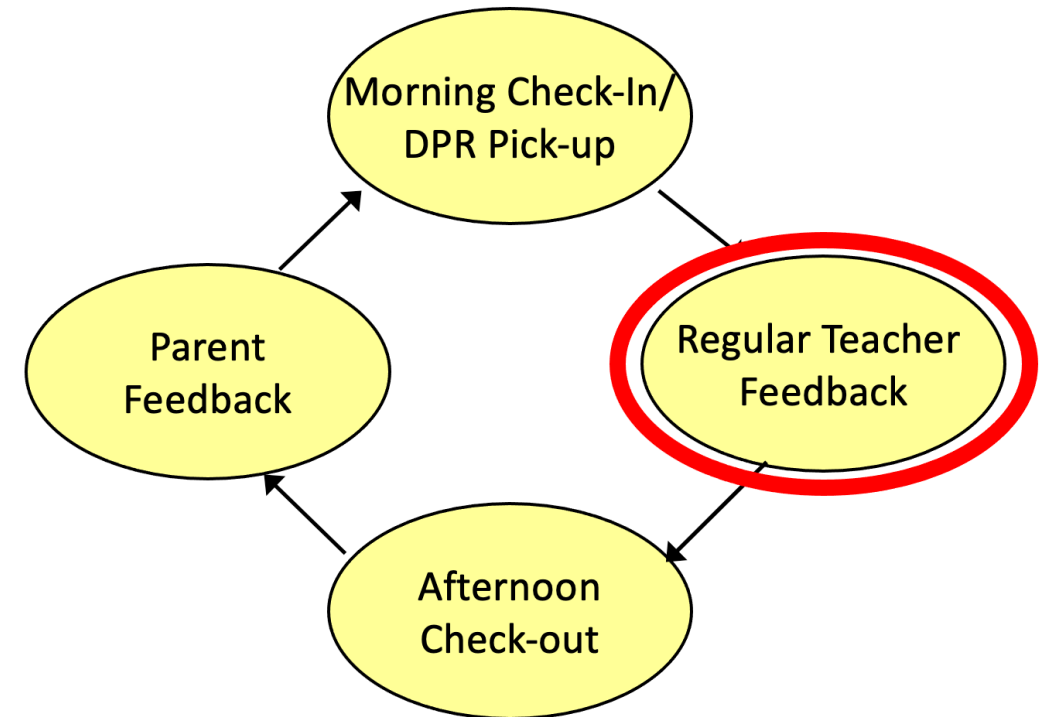 Morning Check-In/
DPR Pick-up
Regular Teacher
Feedback
Afternoon
Check-out
Parent
Feedback